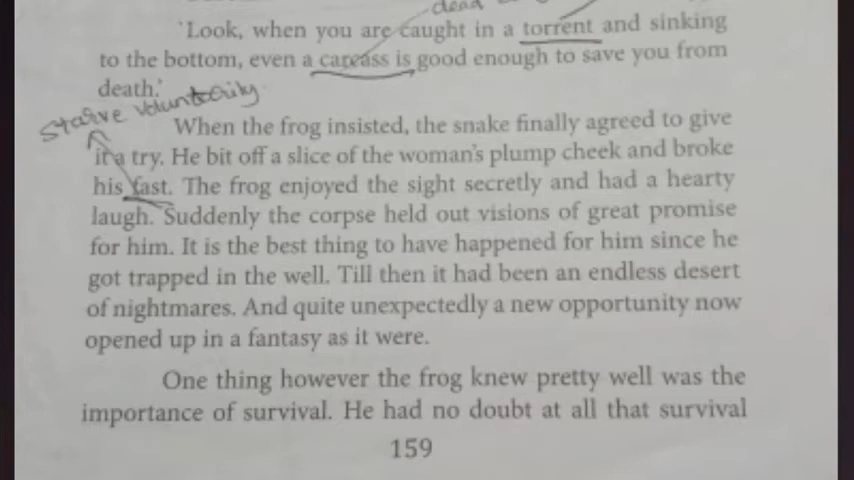 dead
'Look, when you are caught in a torrent and sinking
to the bottom, even a carcass is good enough to save you from
death.'
Starve voluntarily
When the frog insisted, the snake finally agreed to give
it a try. He bit off a slice of the woman's plump cheek and broke
his fast. The frog enjoyed the sight secretly and had a hearty
laugh. Suddenly the corpse held out visions of great promise
for him. It is the best thing to have happened for him since he
got trapped in the well. Till then it had been an endless desert
of nightmares. And quite unexpectedly a new opportunity now
opened up in a fantasy as it were.
One thing however the frog knew pretty well was the
importance of survival. He had no doubt at all that survival
159